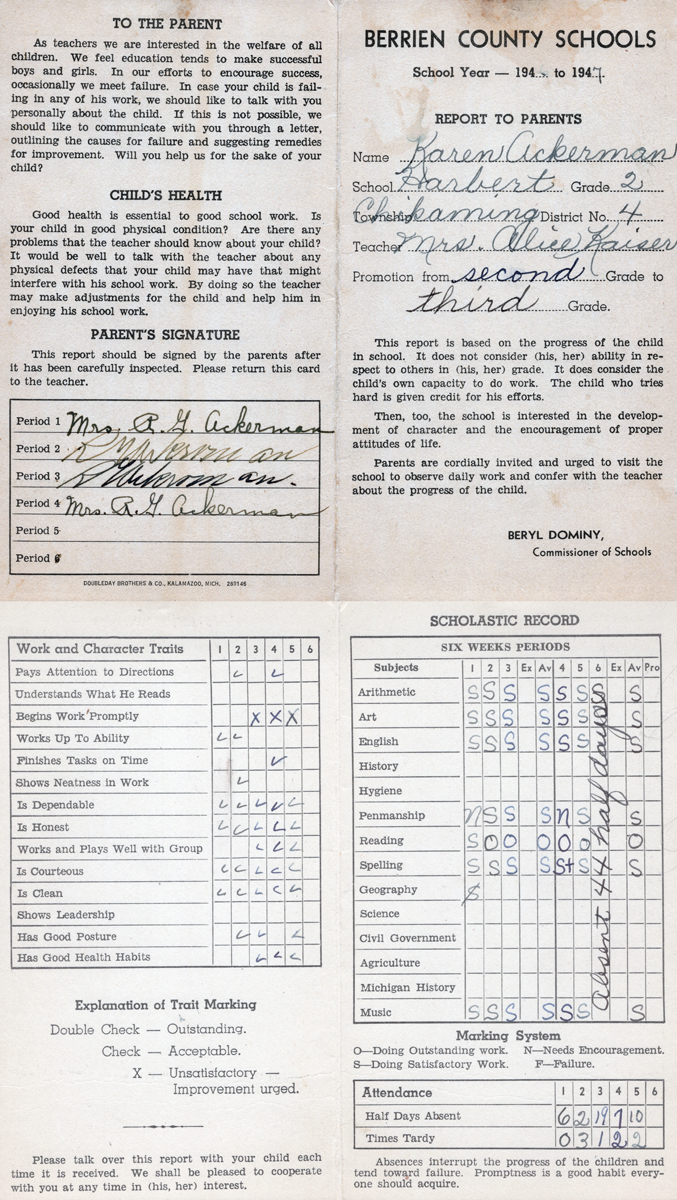 TO THE PARENT
As teachers we are interested in the welfare of all
children. We feel education tends to make successful
boys and girls. In our efforts to encourage success,
occasionally we meet failure. In case your child is fail-
ing in any of his work, we should like to talk with you
personally about the child. If this is not possible, we
should like to communicate with you through a letter,
outlining the causes for failure and suggesting remedies
for improvement. Will you help us for the sake of your
child?
CHILD'S HEALTH
Good health is essential to good school work. Is
your child in good physical condition? Are there any
problems that the teacher should know about your child?
It would be well to talk with the teacher about any
physical defects that your child may have that might
interfere with his school work. By doing so the teacher
may make adjustments for the child and help him in
enjoying his school work.
PARENT'S SIGNATURE
This report should be signed by the parents after
it has been carefully inspected. Please return this card
to the teacher.
Period 1 Mrs. R. G. Ackerman
Period 2
Period 3
Period 4 Mrs. R. G. Ackerman
Period 5
Period 6
DOUBLEDAY BROTHERS & CO., KALAMAZOO, MICH. 267146
BERRIEN COUNTY SCHOOLS
School Year — 194 to 1947.
REPORT TO PARENTS
Name Karen Ackerman
School Harbert Grade 2
Township Chikaming District No. 4
Teacher Mrs. Alice Kaiser
Promotion from second Grade to
third Grade.
This report is based on the progress of the child
in school. It does not consider (his, her) ability in re-
spect to others in (his, her) grade. It does consider the
child's own capacity to do work. The child who tries
hard is given credit for his efforts.
Then, too, the school is interested in the develop-
ment of character and the encouragement of proper
attitudes of life.
Parents are cordially invited and urged to visit the
school to observe daily work and confer with the teacher
about the progress of the child.
BERYL DOMINY,
Commissioner of Schools
Work and Character Traits 1 2 3 4 5 6
Pays Attention to Directions
Understands What He Reads
Begins Work Promptly X X X
Works Up To Ability
Finishes Tasks on Time
Shows Neatness in Work
Is Dependable
Is Honest
Works and Plays Well with Group
Is Courteous
Is Clean
Shows Leadership
Has Good Posture
Has Good Health Habits
Explanation of Trait Marking
Double Check — Outstanding.
Check — Acceptable.
X — Unsatisfactory —
Improvement urged.
Please talk over this report with your child each
time it is received. We shall be pleased to cooperate
with you at any time in (his, her) interest.
SCHOLASTIC RECORD
SIX WEEKS PERIODS
Subjects 1 2 3 Ex Av 4 5 6 Ex Av Pro
Arithmetic S S S S S S S
Art S S S S S S S
English S S S S S S S
History
Hygiene
Penmanship N S S S N S S
Reading S O O O O O O
Spelling S S S S S+ S S
Geography S
Science
Civil Government
Agriculture
Michigan History
Music S S S S S S S
Absent 44 half days
Marking System
O—Doing Outstanding work. N—Needs Encouragement.
S—Doing Satisfactory Work. F—Failure.
Attendance 1 2 3 4 5 6
Half Days Absent 6 2 19 7 10
Times Tardy 0 3 1 2 2
Absences interrupt the progress of the children and
tend toward failure. Promptness is a good habit every-
one should acquire.